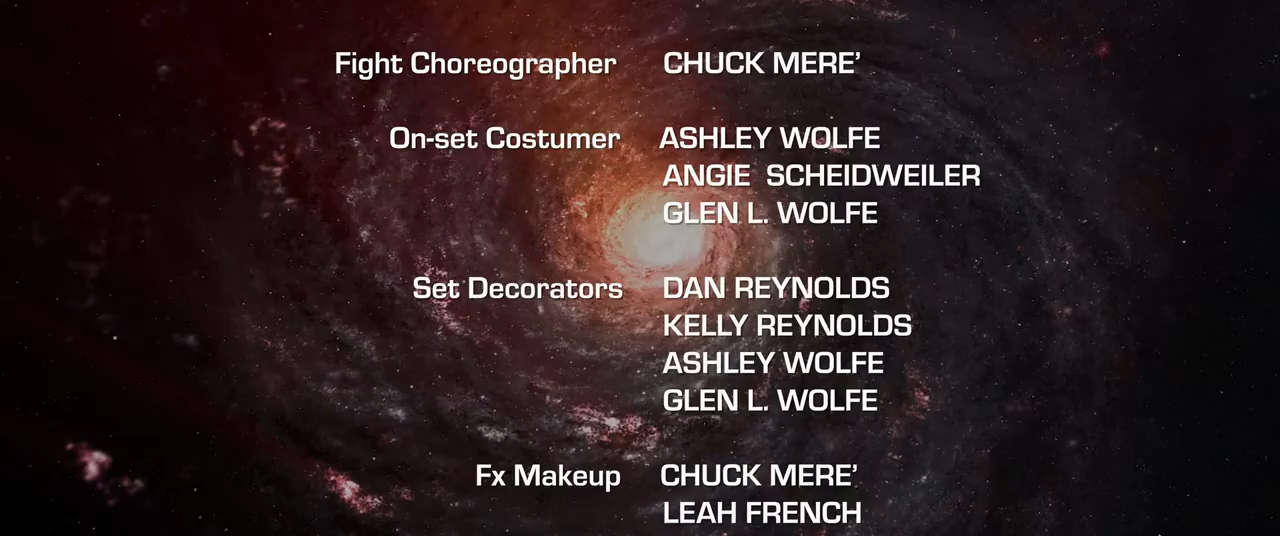 Fight Choreographer CHUCK MERE’
On-set Costumer ASHLEY WOLFE
ANGIE SCHEIDWEILER
GLEN L. WOLFE
Set Decorators DAN REYNOLDS
KELLY REYNOLDS
ASHLEY WOLFE
GLEN L. WOLFE
Fx Makeup CHUCK MERE’
LEAH FRENCH